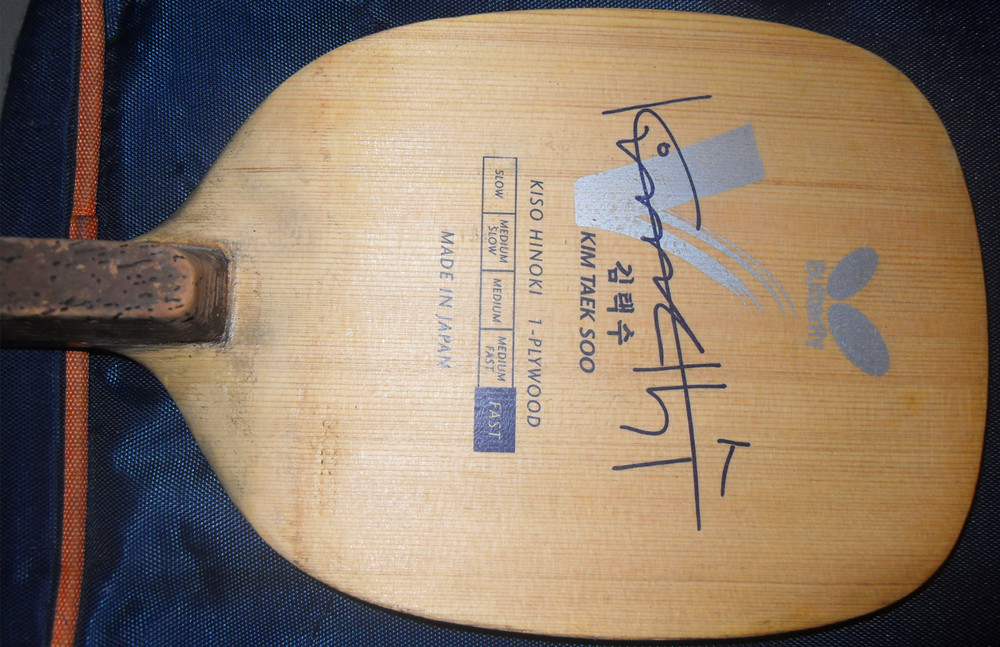 Butterfly
김택수
KIM TAEK SOO
KISO HINOKI 1-PLYWOOD
SLOW MEDIUM SLOW MEDIUM MEDIUM FAST FAST
MADE IN JAPAN